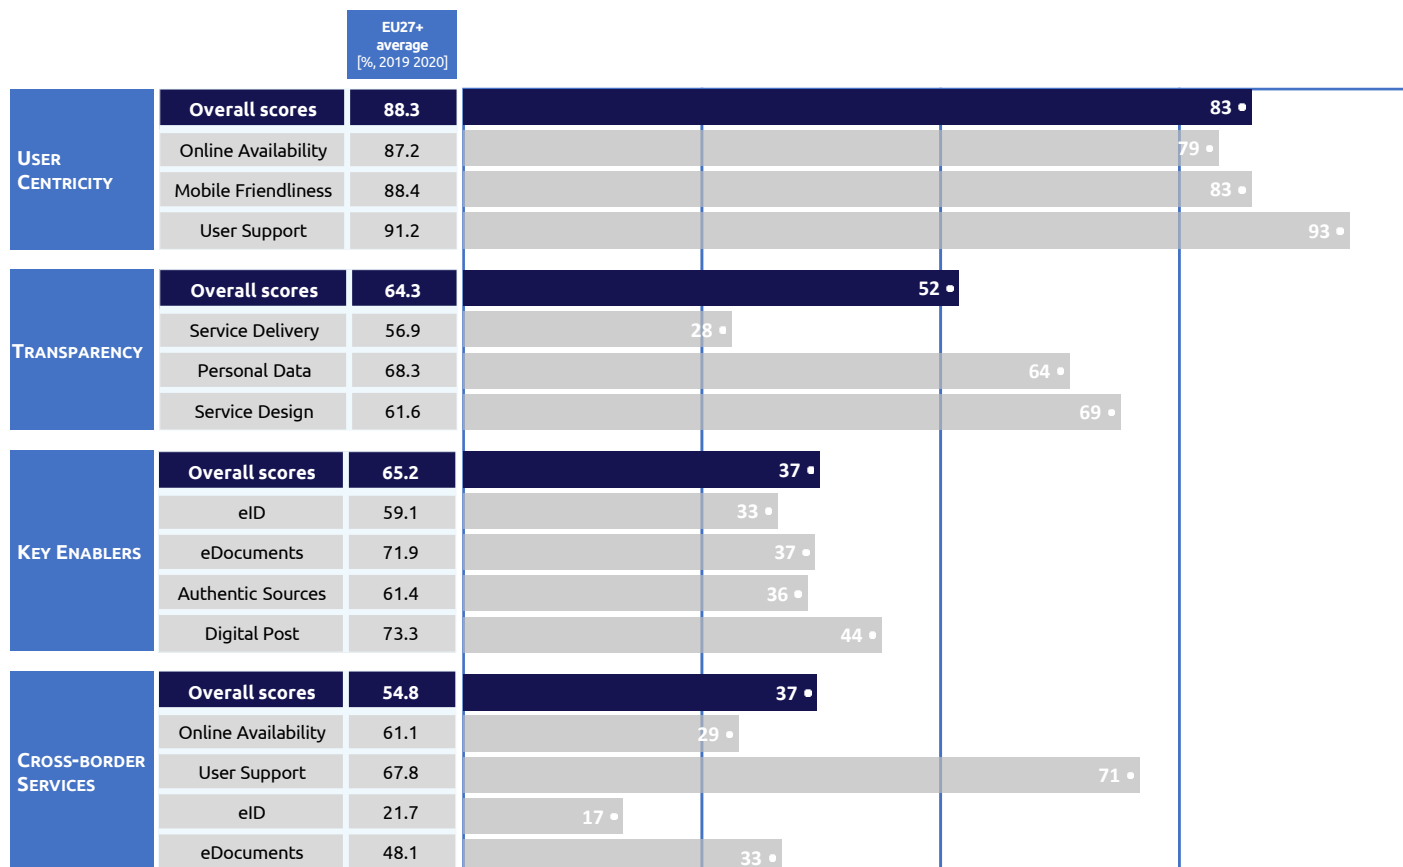 EU27+
average
[%, 2019 2020]
USER
CENTRICITY
Overall scores 88.3 83
Online Availability 87.2 79
Mobile Friendliness 88.4 83
User Support 91.2 93
TRANSPARENCY
Overall scores 64.3 52
Service Delivery 56.9 28
Personal Data 68.3 64
Service Design 61.6 69
KEY ENABLERS
Overall scores 65.2 37
eID 59.1 33
eDocuments 71.9 37
Authentic Sources 61.4 36
Digital Post 73.3 44
CROSS-BORDER
SERVICES
Overall scores 54.8 37
Online Availability 61.1 29
User Support 67.8 71
eID 21.7 17
eDocuments 48.1 33